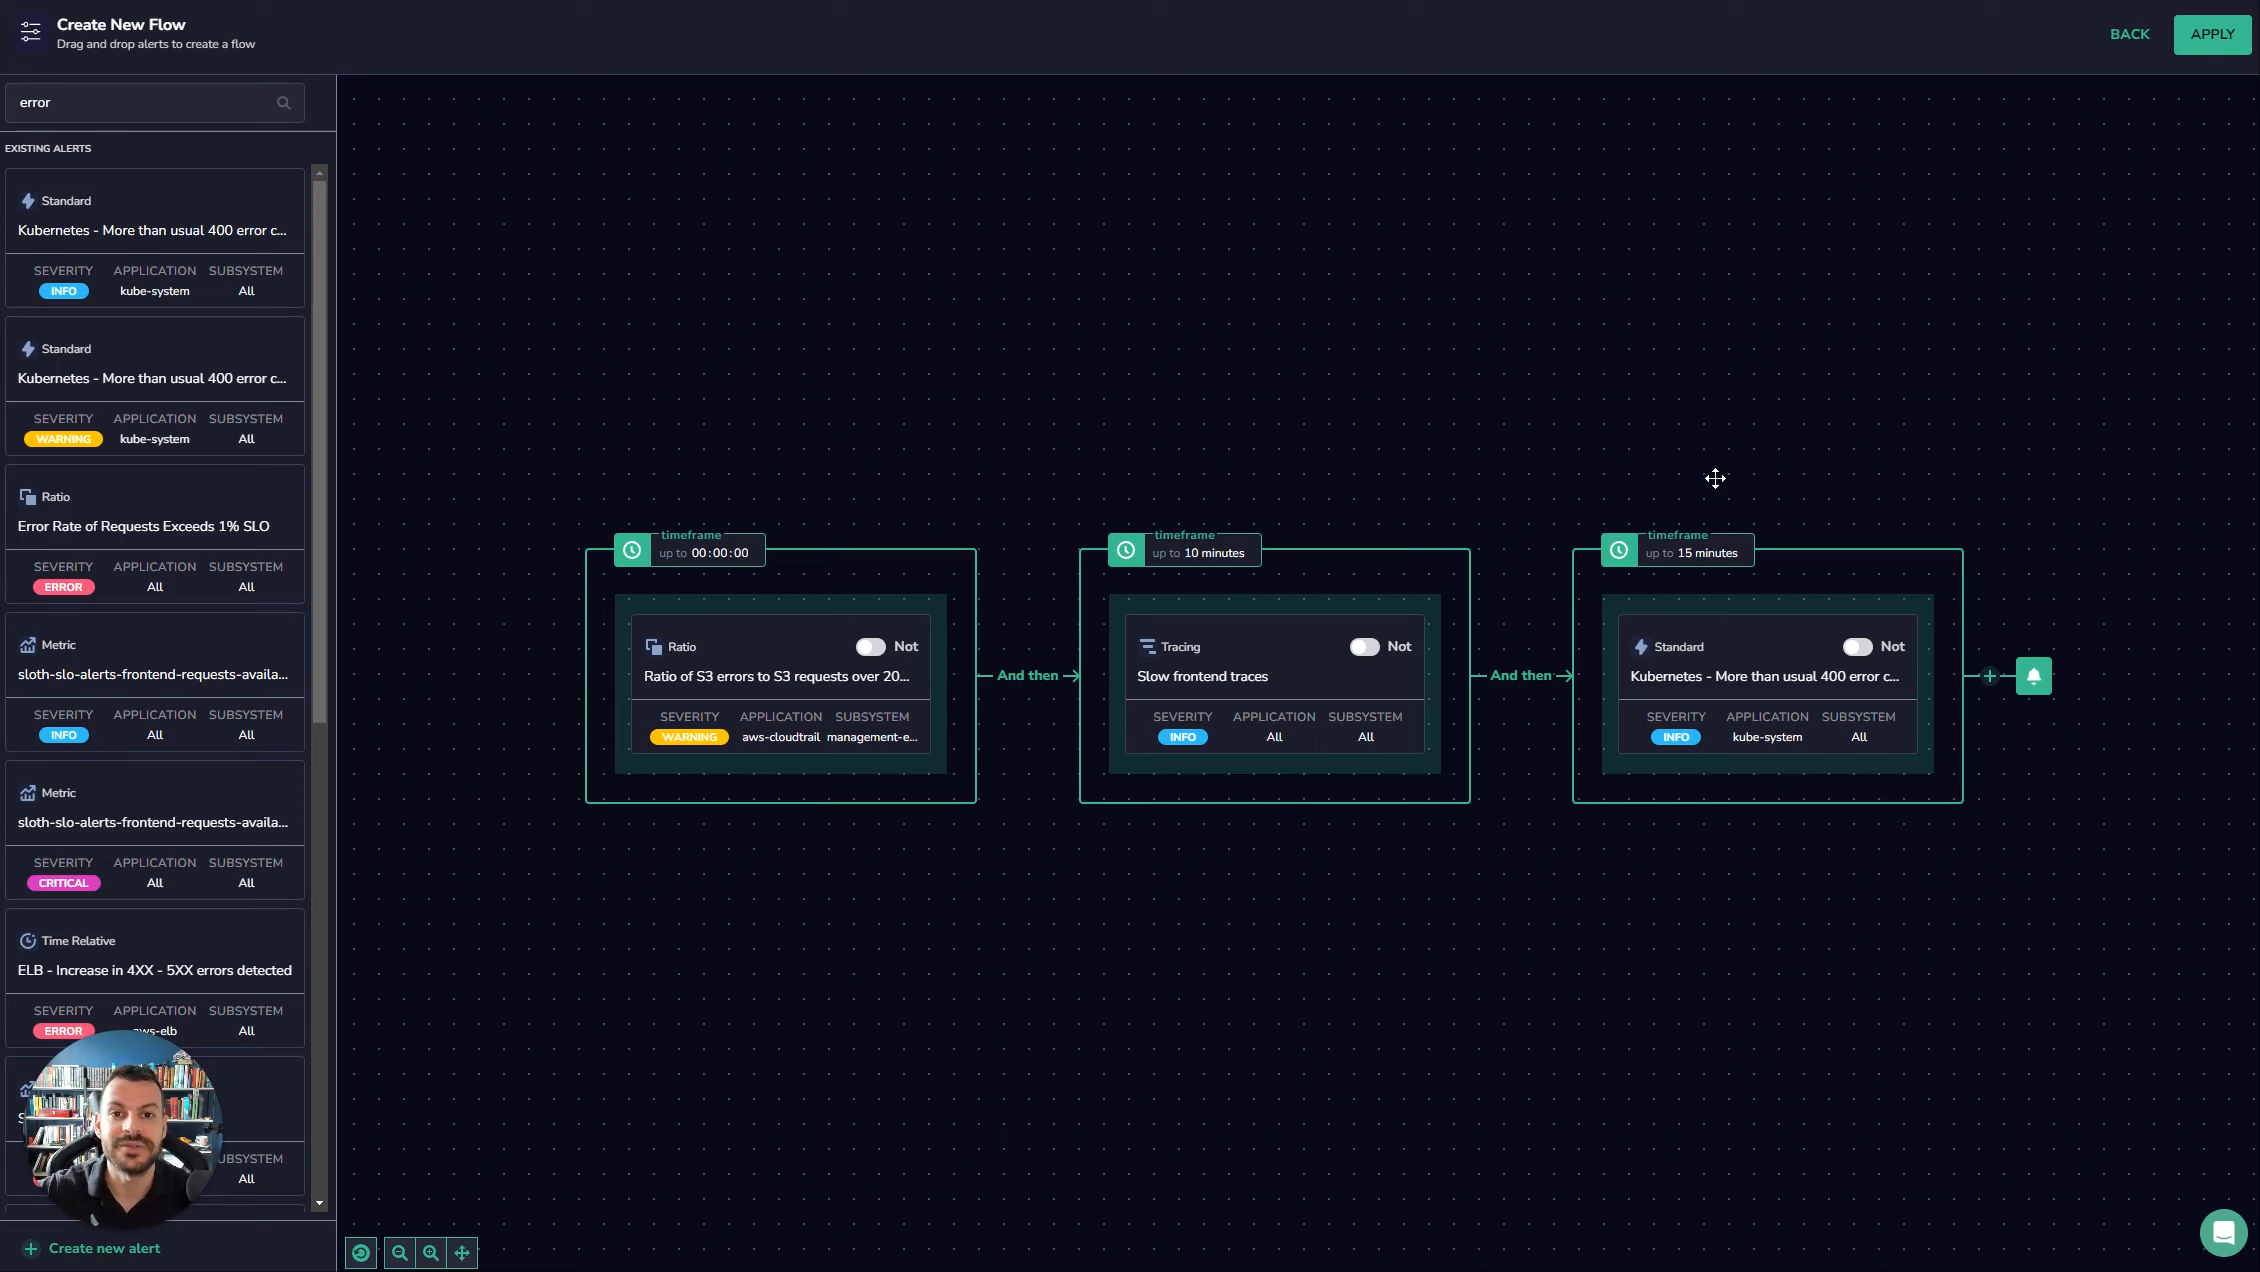 Create New Flow
Drag and drop alerts to create a flow
BACK
APPLY
error
EXISTING ALERTS
Standard
Kubernetes - More than usual 400 error c...
SEVERITY APPLICATION SUBSYSTEM
INFO kube-system All
Standard
Kubernetes - More than usual 400 error c...
SEVERITY APPLICATION SUBSYSTEM
WARNING kube-system All
Ratio
Error Rate of Requests Exceeds 1% SLO
SEVERITY APPLICATION SUBSYSTEM
ERROR All All
Metric
sloth-slo-alerts-frontend-requests-availa...
SEVERITY APPLICATION SUBSYSTEM
INFO All All
Metric
sloth-slo-alerts-frontend-requests-availa...
SEVERITY APPLICATION SUBSYSTEM
CRITICAL All All
Time Relative
ELB - Increase in 4XX - 5XX errors detected
SEVERITY APPLICATION SUBSYSTEM
ERROR aws-elb All
UBSYSTEM
All
Create new alert
timeframe
up to 00:00:00
Ratio Not
Ratio of S3 errors to S3 requests over 20...
SEVERITY APPLICATION SUBSYSTEM
WARNING aws-cloudtrail management-e...
And then
timeframe
up to 10 minutes
Tracing Not
Slow frontend traces
SEVERITY APPLICATION SUBSYSTEM
INFO All All
And then
timeframe
up to 15 minutes
Standard Not
Kubernetes - More than usual 400 error c...
SEVERITY APPLICATION SUBSYSTEM
INFO kube-system All